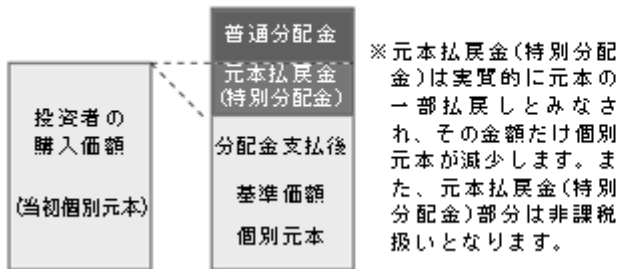 投資者の
購入価額
(当初個別元本)
普通分配金
元本払戻金
(特別分配金)
分配金支払後
基準価額
個別元本
※元本払戻金(特別分配
金)は実質的に元本の
一部払戻しとみなさ
れ、その金額だけ個別
元本が減少します。ま
た、元本払戻金(特別
分配金)部分は非課税
扱いとなります。